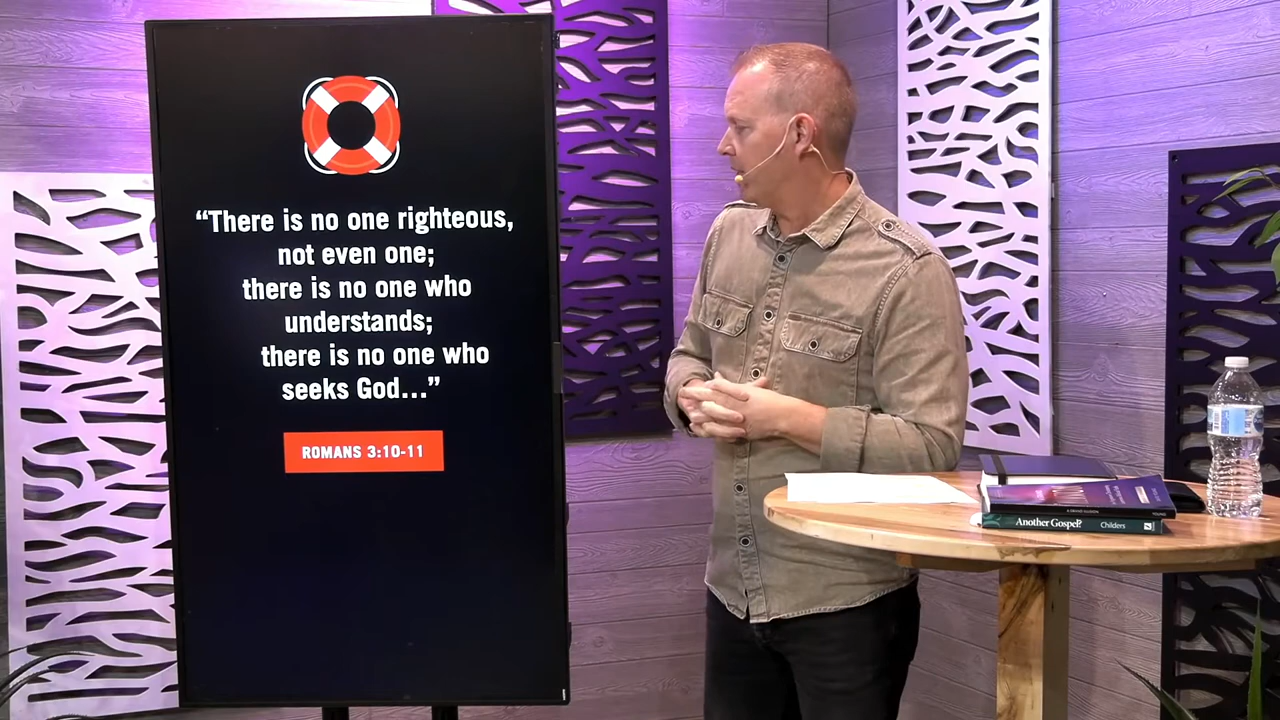 “There is no one righteous,
not even one;
there is no one who
understands;
there is no one who
seeks God...”
ROMANS 3:10-11
Another Gospel? Childers